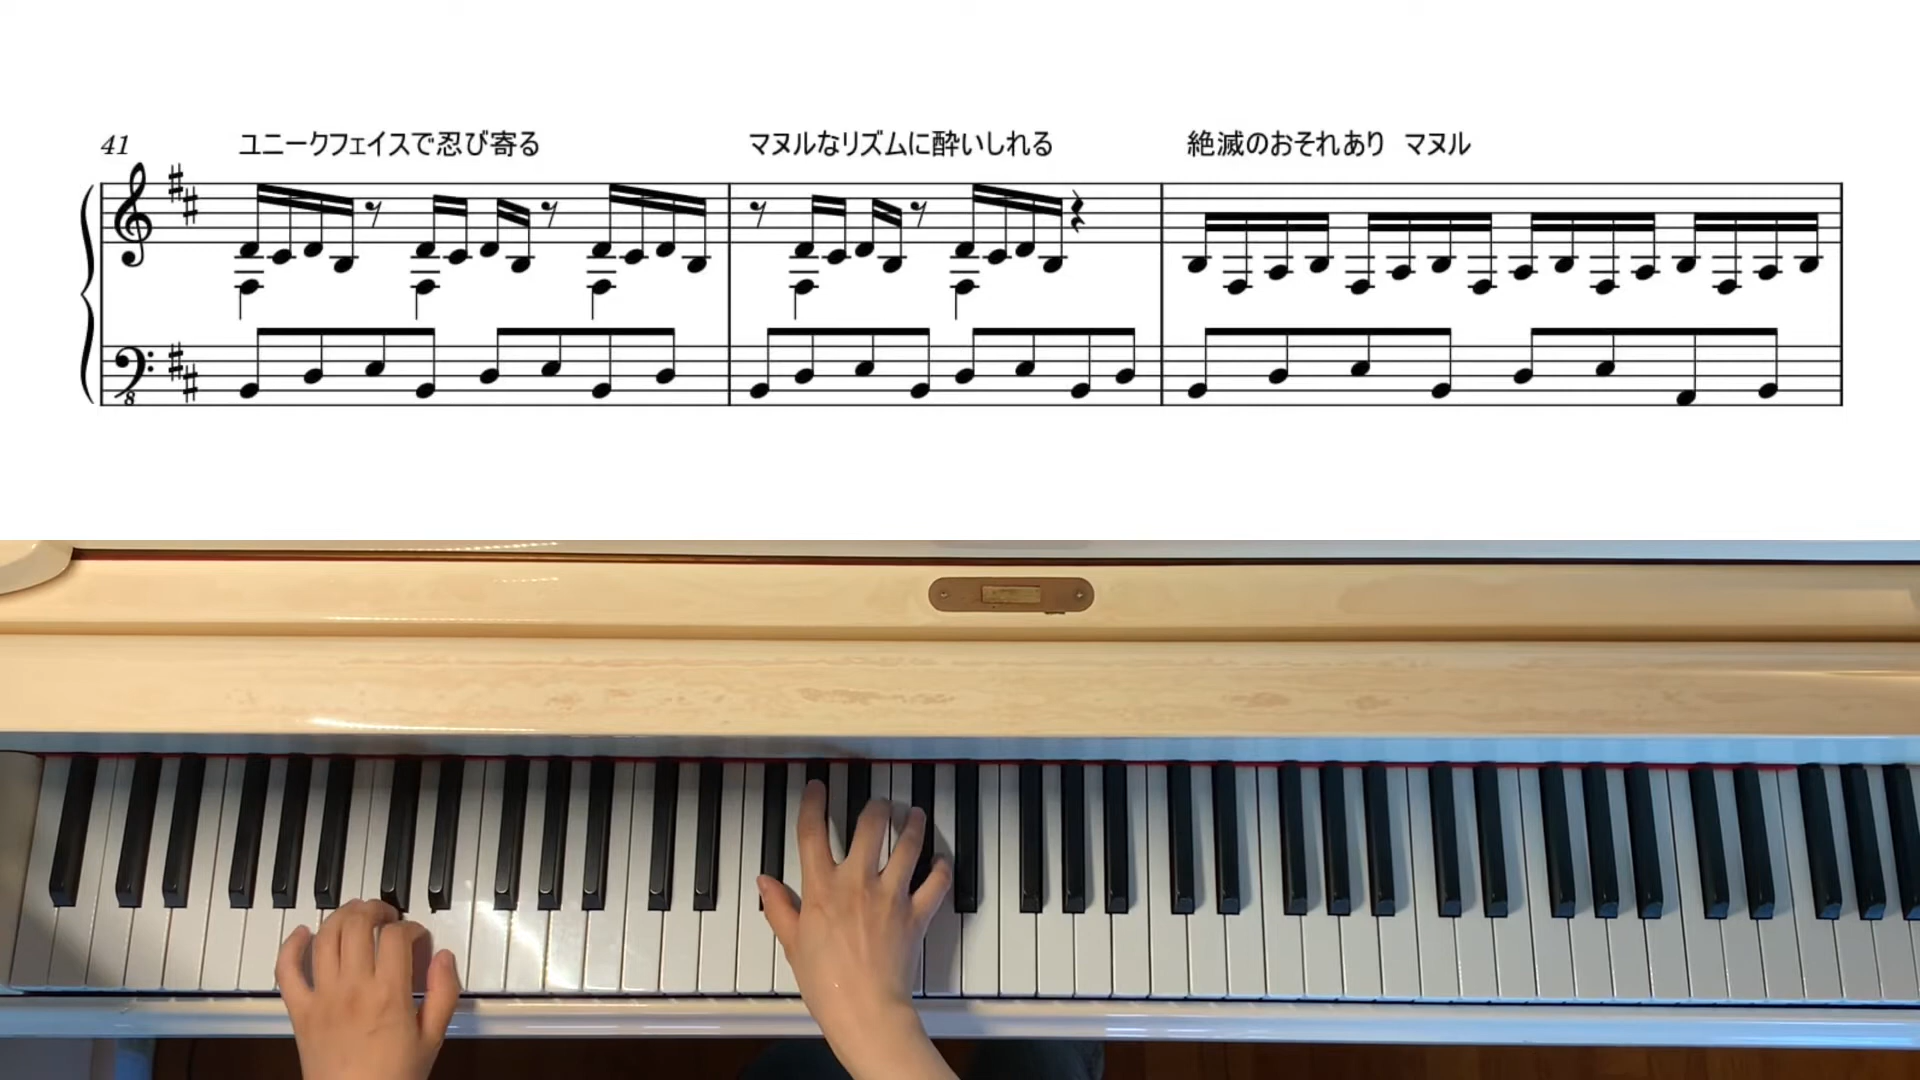 41
ユニークフェイスで忍び寄る
マヌルなリズムに酔いしれる
絶滅のおそれあり　マヌル
8